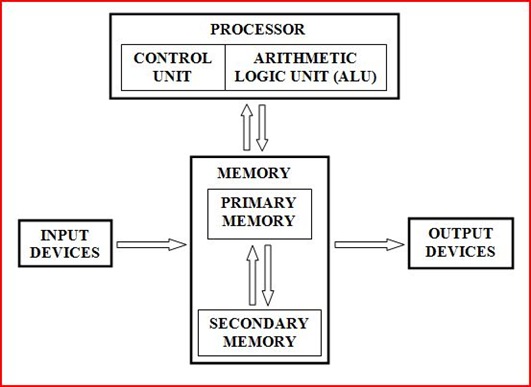 PROCESSOR
CONTROL
UNIT
ARITHMETIC
LOGIC UNIT (ALU)
MEMORY
PRIMARY
MEMORY
INPUT
DEVICES
OUTPUT
DEVICES
SECONDARY
MEMORY